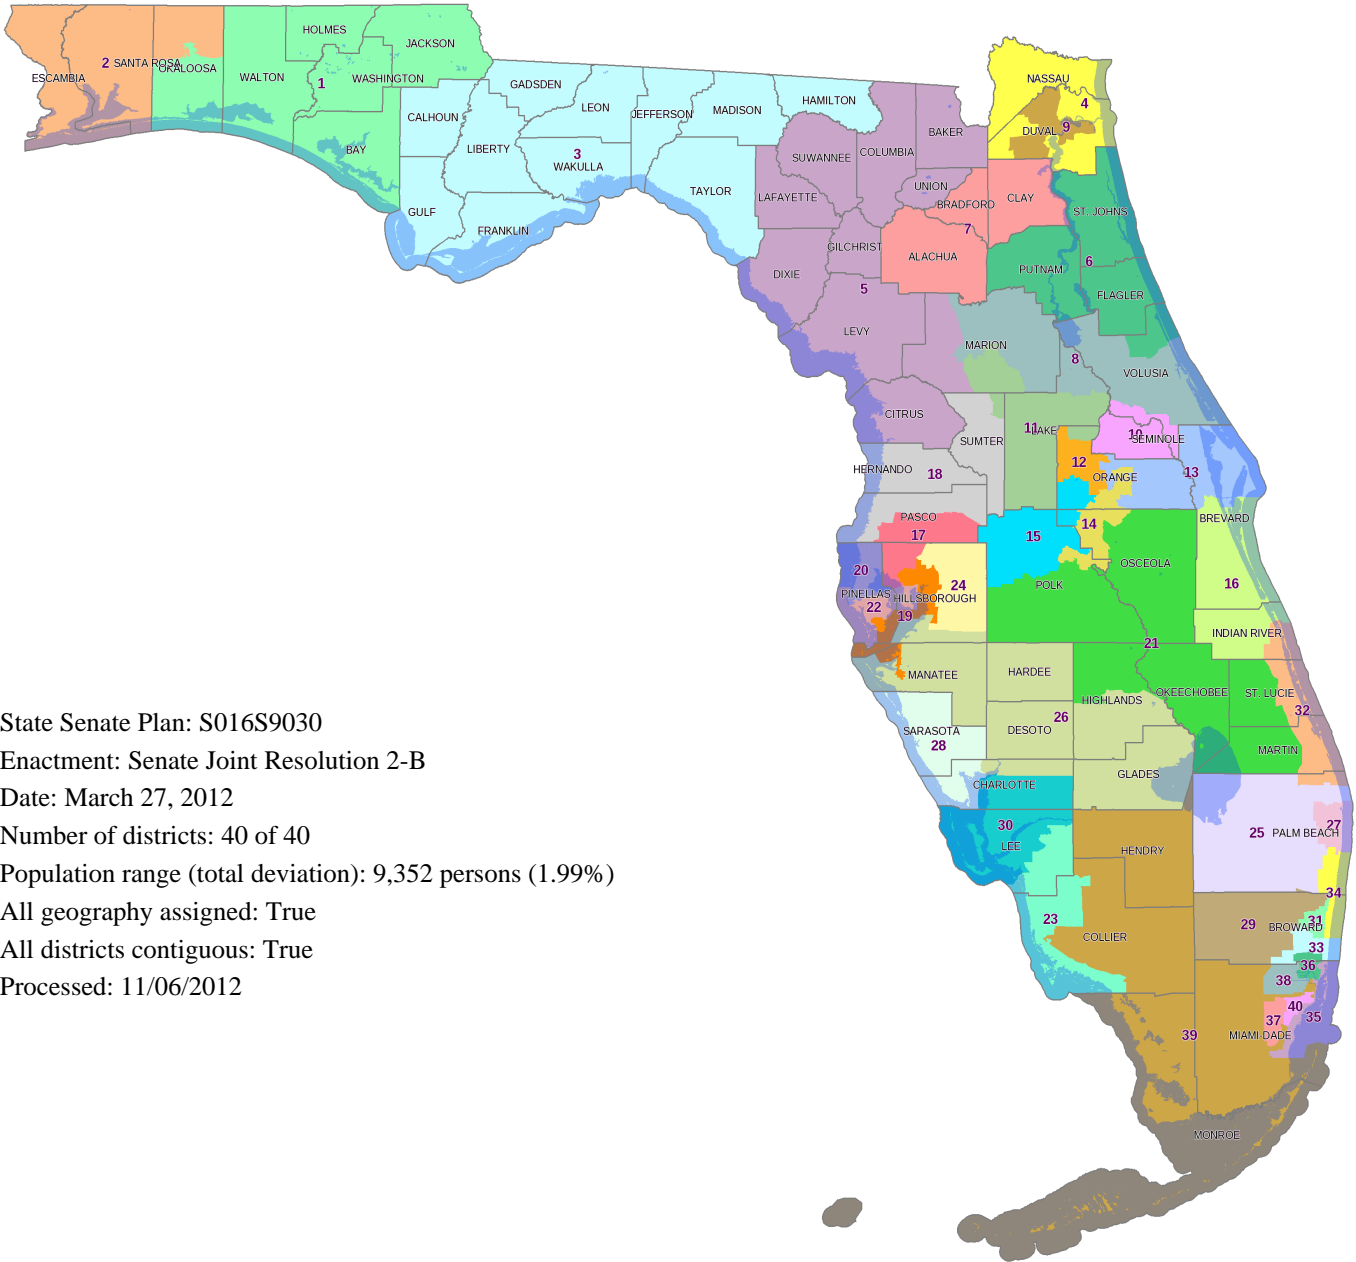 HOLMES
JACKSON
2 SANTA ROSA
OKALOOSA
ESCAMBIA
WALTON
1
WASHINGTON
GADSDEN
LEON
JEFFERSON
MADISON
HAMILTON
CALHOUN
BAY
LIBERTY
3
WAKULLA
TAYLOR
GULF
FRANKLIN
NASSAU
4
9
DUVAL
BAKER
COLUMBIA
SUWANNEE
LAFAYETTE
UNION
BRADFORD
CLAY
ST. JOHNS
7
GILCHRIST
ALACHUA
6
PUTNAM
DIXIE
5
FLAGLER
LEVY
MARION
8
VOLUSIA
CITRUS
11
LAKE
10
SEMINOLE
SUMTER
12
HERNANDO
18
ORANGE
13
PASCO
17
15
14
BREVARD
20
24
OSCEOLA
16
PINELLAS
HILLSBOROUGH
POLK
22
19
INDIAN RIVER
21
MANATEE
HARDEE
HIGHLANDS
OKEECHOBEE
ST. LUCIE
32
State Senate Plan: S016S9030
26
DESOTO
SARASOTA
28
MARTIN
Enactment: Senate Joint Resolution 2-B
GLADES
CHARLOTTE
Date: March 27, 2012
30
LEE
25
PALM BEACH
27
Number of districts: 40 of 40
HENDRY
Population range (total deviation): 9,352 persons (1.99%)
34
All geography assigned: True
23
COLLIER
29
BROWARD
31
33
All districts contiguous: True
36
38
Processed: 11/06/2012
40
35
37
39
MIAMI-DADE
MONROE